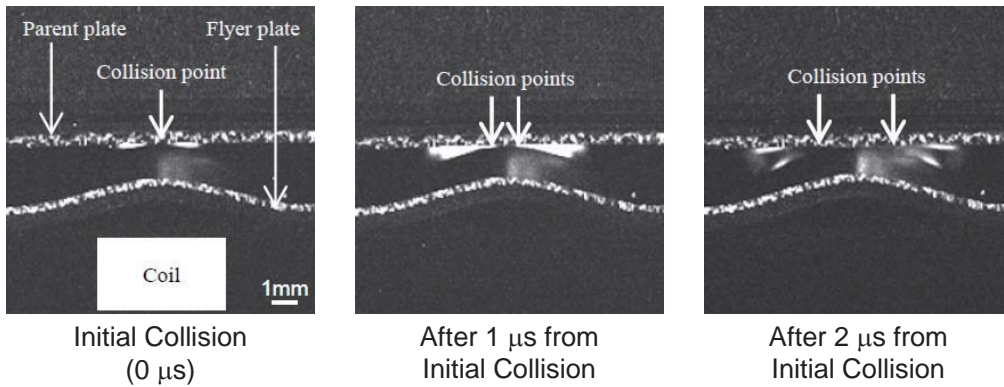 Parent plate
Flyer plate
Collision point
Coil
1mm
Initial Collision
(0 μs)
Collision points
After 1 μs from
Initial Collision
Collision points
After 2 μs from
Initial Collision